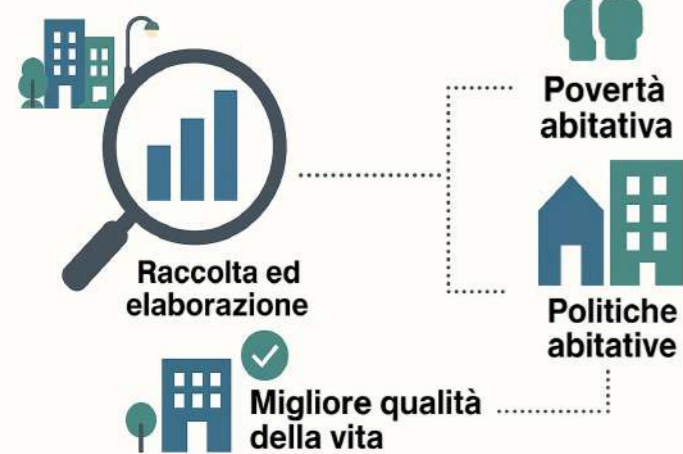 Povertà
abitativa
Raccolta ed
elaborazione
Politiche
abitative
Migliore qualità
della vita